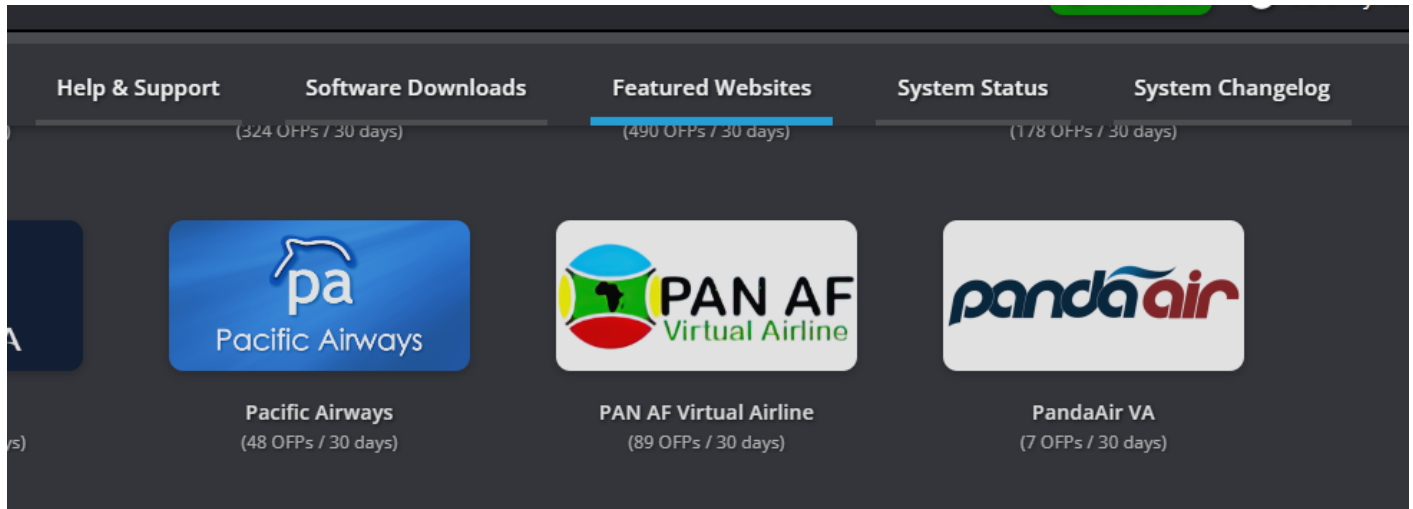 Help & Support
Software Downloads
Featured Websites
System Status
System Changelog
(324 OFPs / 30 days)
(490 OFPs / 30 days)
(178 OFPs / 30 days)
A
pa
Pacific Airways
PAN AF
Virtual Airline
pandaair
Pacific Airways
PAN AF Virtual Airline
PandaAir VA
ys)
(48 OFPs / 30 days)
(89 OFPs / 30 days)
(7 OFPs / 30 days)